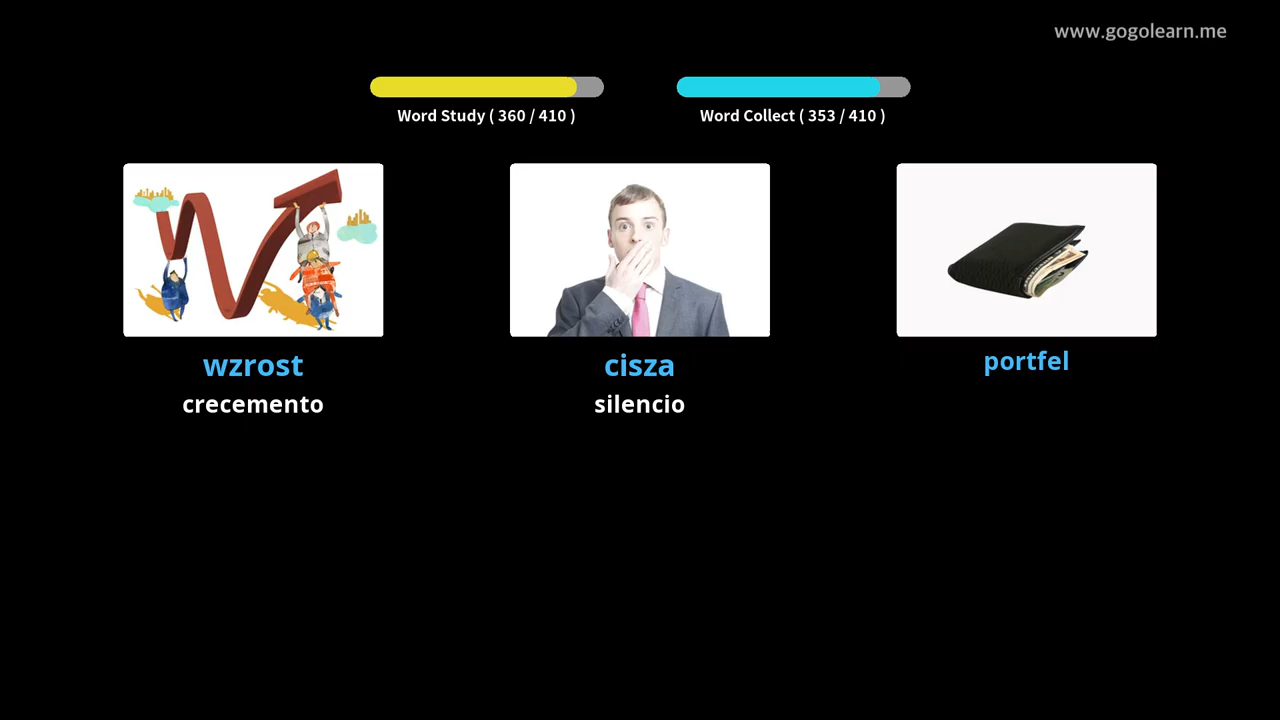 www.gogolearn.me
Word Study ( 360 / 410 )
Word Collect ( 353 / 410 )
wzrost
crecemento
cisza
silencio
portfel